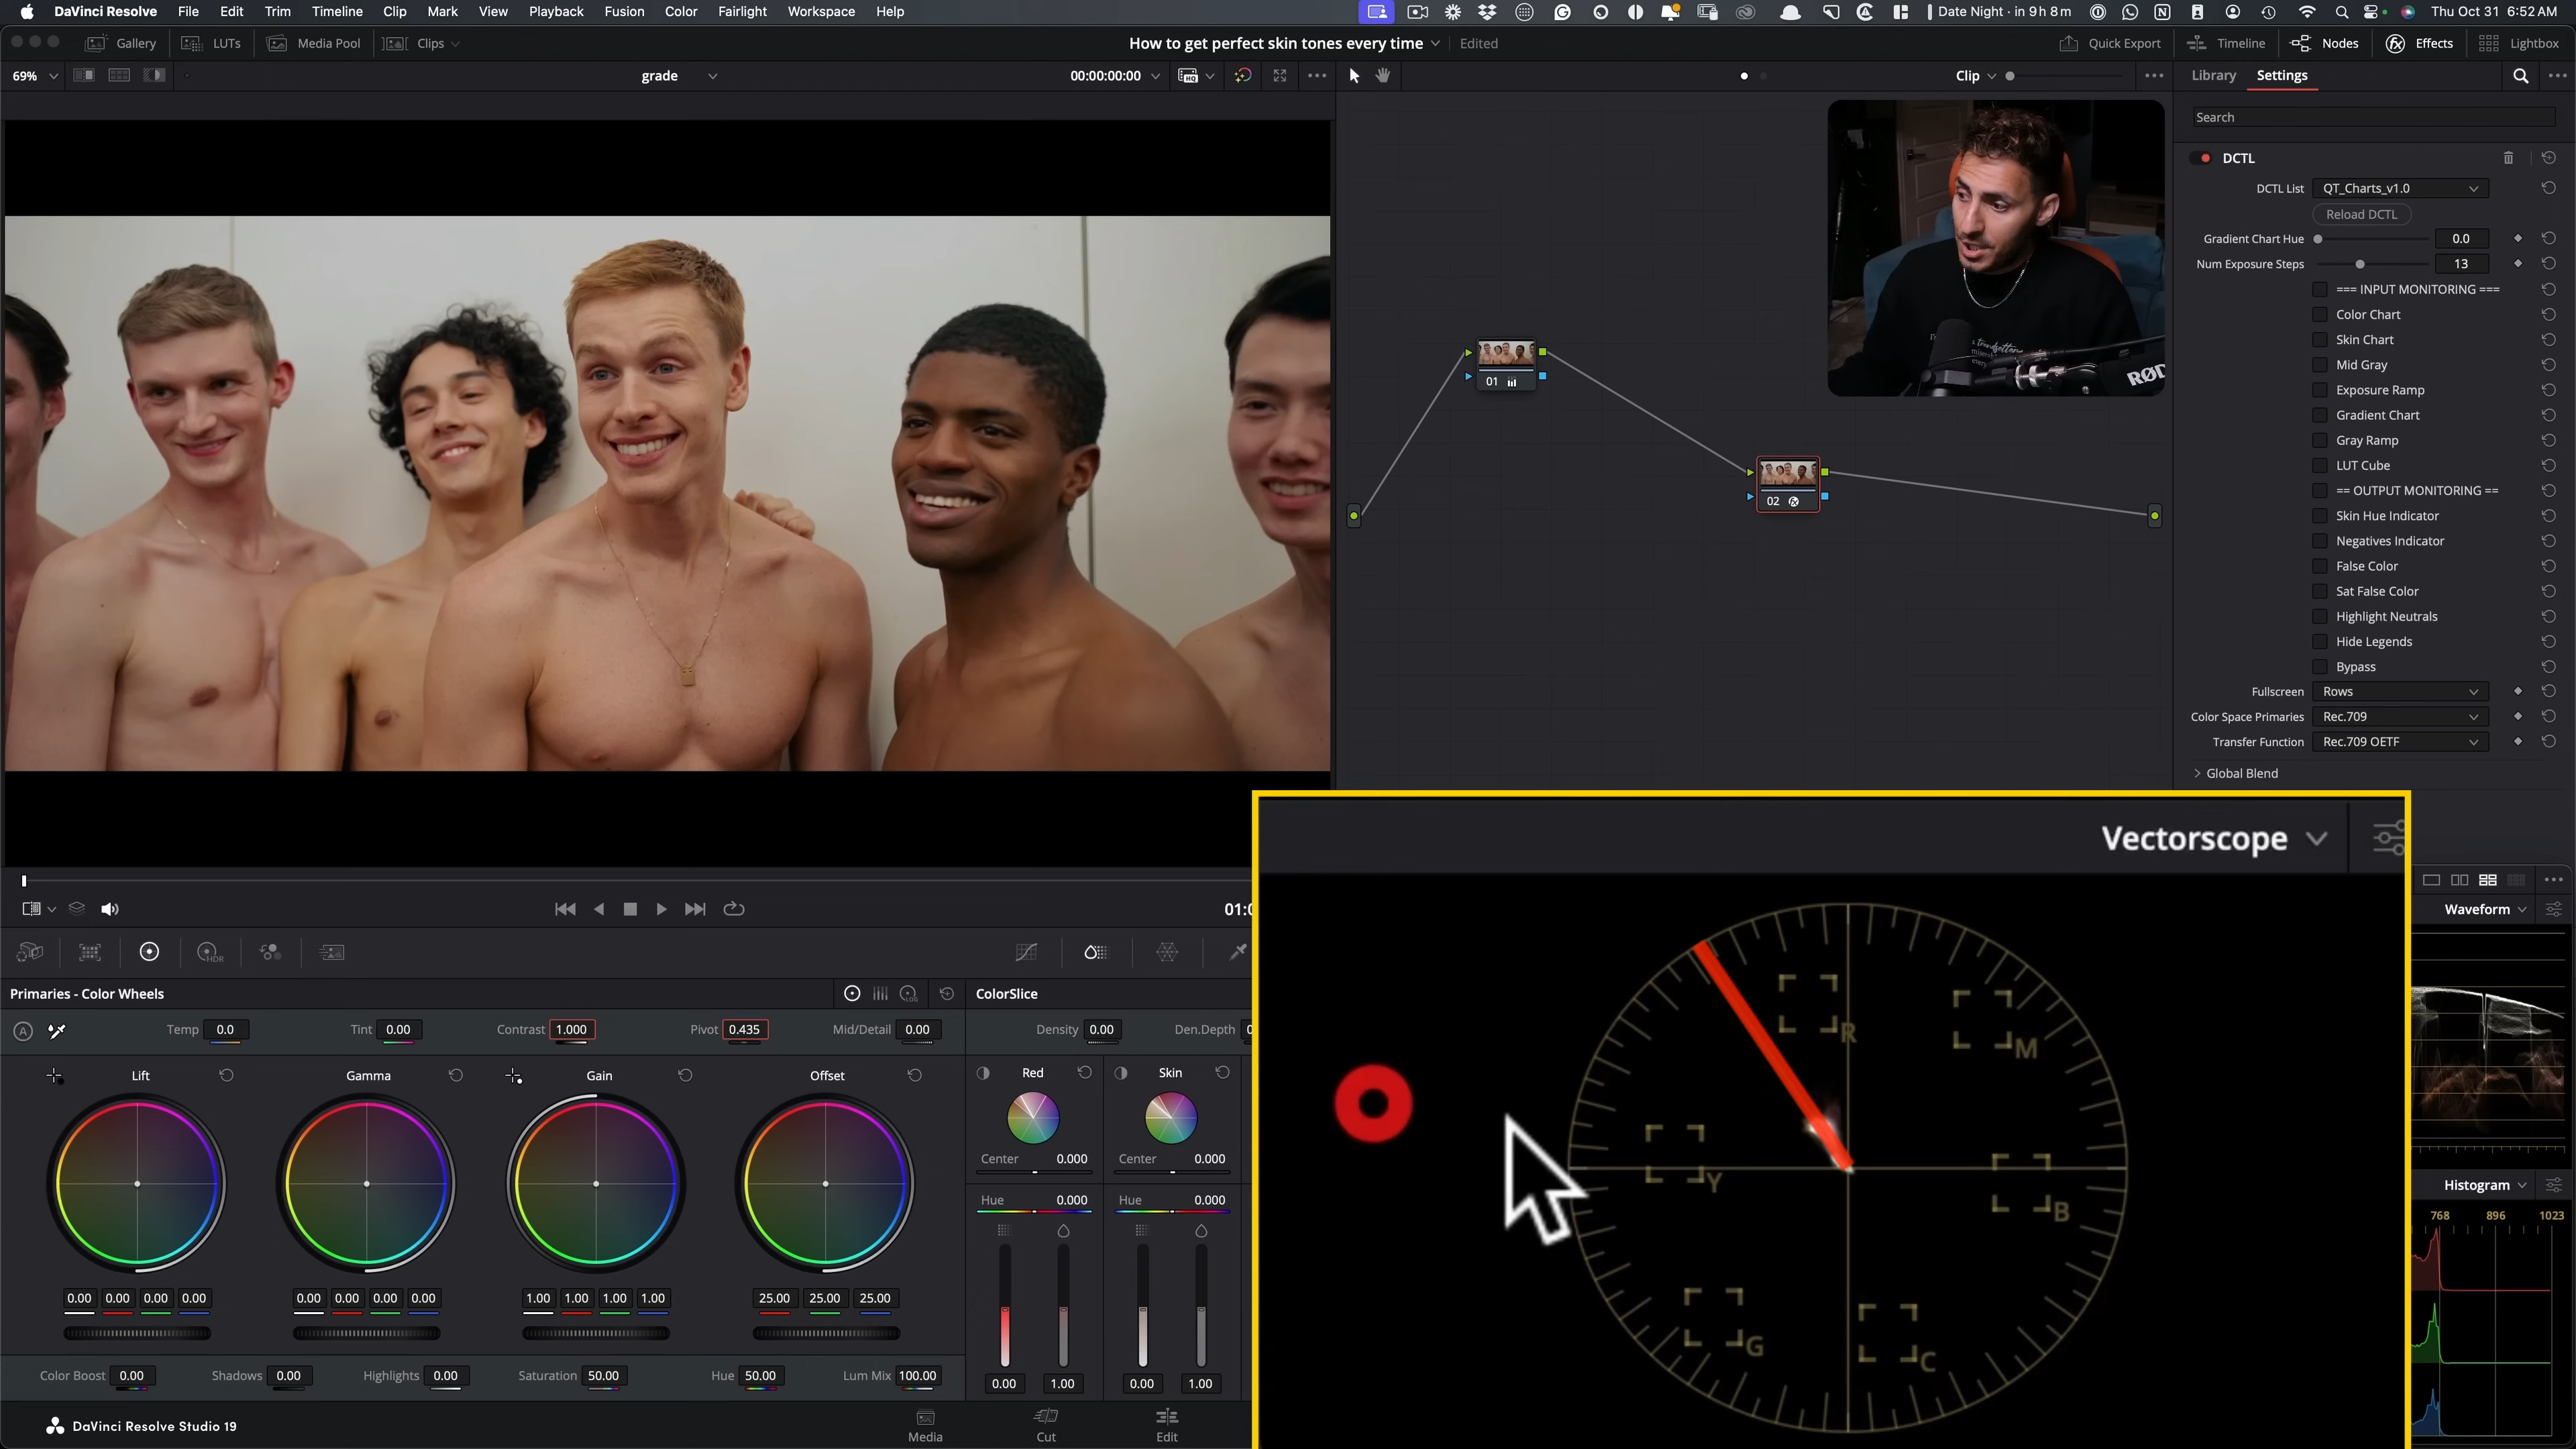 DaVinci Resolve File Edit Trim Timeline Clip Mark View Playback Fusion Color Fairlight Workspace Help Date Night · in 9 h 8 m Thu Oct 31 6:52 AM
Gallery LUTs Media Pool Clips How to get perfect skin tones every time Edited Quick Export Timeline Nodes Effects Lightbox
69% grade 00:00:00:00 Clip Library Settings
Search
DCTL
DCTL List QT_Charts_v1.0
Reload DCTL
Gradient Chart Hue 0.0
Num Exposure Steps 13
=== INPUT MONITORING ===
Color Chart
Skin Chart
Mid Gray
Exposure Ramp
Gradient Chart
Gray Ramp
LUT Cube
== OUTPUT MONITORING ==
Skin Hue Indicator
Negatives Indicator
False Color
Sat False Color
Highlight Neutrals
Hide Legends
Bypass
Fullscreen Rows
Color Space Primaries Rec.709
Transfer Function Rec.709 OETF
Global Blend
RØD
01
02
Vectorscope
R
M
Y
B
G
C
Waveform
Histogram
768 896 1023
01:0
HDR
Primaries - Color Wheels LOG ColorSlice
A Temp 0.0 Tint 0.00 Contrast 1.000 Pivot 0.435 Mid/Detail 0.00 Density 0.00 Den.Depth 0
Lift Gamma Gain Offset Red Skin
Center 0.000 Center 0.000
Hue 0.000 Hue 0.000
0.00 0.00 0.00 0.00 0.00 0.00 0.00 0.00 1.00 1.00 1.00 1.00 25.00 25.00 25.00
Color Boost 0.00 Shadows 0.00 Highlights 0.00 Saturation 50.00 Hue 50.00 Lum Mix 100.00 0.00 1.00 0.00 1.00
DaVinci Resolve Studio 19 Media Cut Edit